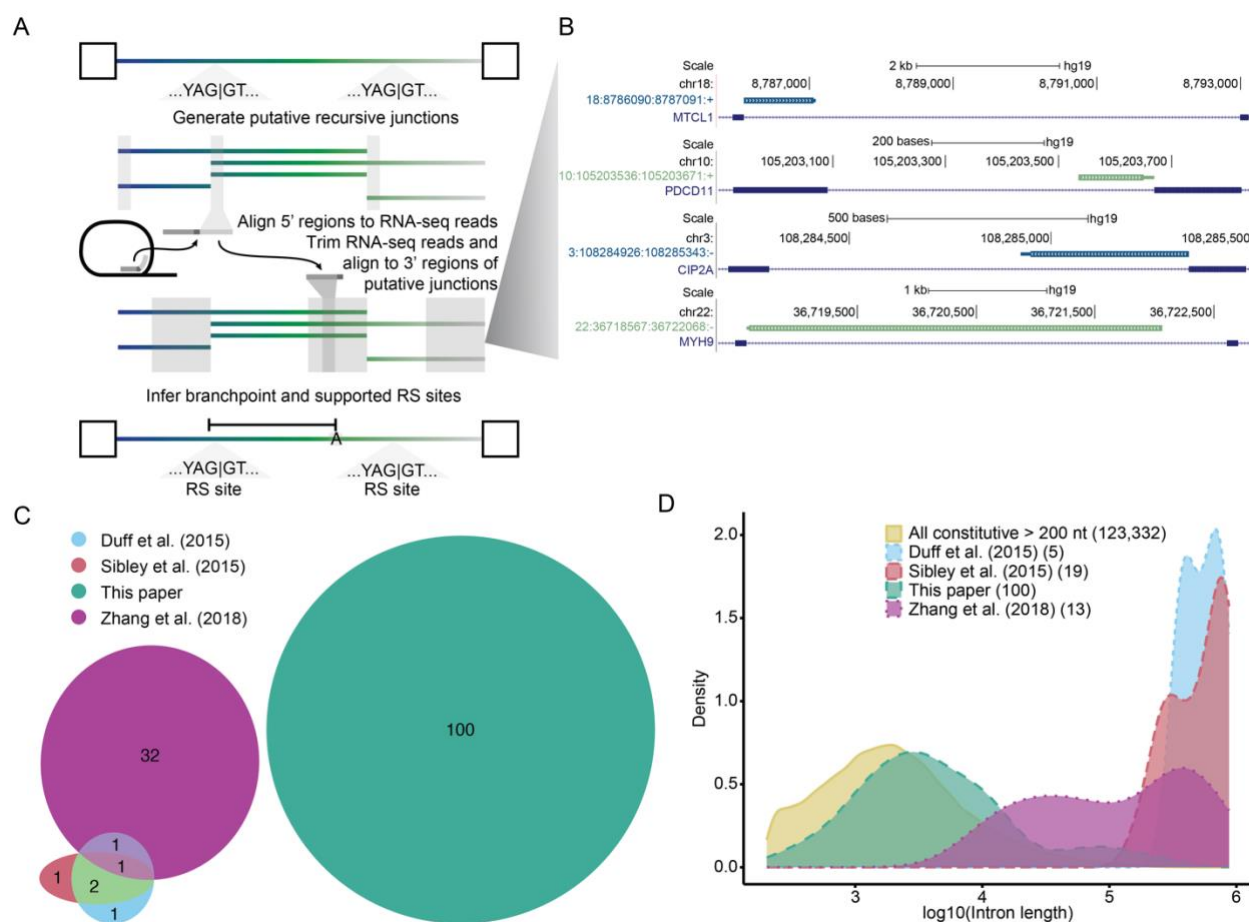 A
...YAG|GT...
...YAG|GT...
Generate putative recursive junctions
Align 5' regions to RNA-seq reads
Trim RNA-seq reads and
align to 3' regions of
putative junctions
Infer branchpoint and supported RS sites
A
...YAG|GT...
...YAG|GT...
RS site
RS site
B
Scale 2 kb hg19
chr18: 8,787,000 8,789,000 8,791,000 8,793,000
18:8786090:8787091:+
MTCL1
Scale 200 bases hg19
chr10: 105,203,100 105,203,300 105,203,500 105,203,700
10:105203536:105203671:+
PDCD11
Scale 500 bases hg19
chr3: 108,284,500 108,285,000 108,285,500
3:108284926:108285343:-
CIP2A
Scale 1 kb hg19
chr22: 36,719,500 36,720,500 36,721,500 36,722,500
22:36718567:36722068:-
MYH9
C
Duff et al. (2015)
Sibley et al. (2015)
This paper
Zhang et al. (2018)
32
100
1
1
1
2
1
D
All constitutive > 200 nt (123,332)
Duff et al. (2015) (5)
Sibley et al. (2015) (19)
This paper (100)
Zhang et al. (2018) (13)
Density
2.0
1.5
1.0
0.5
0.0
3 4 5 6
log10(Intron length)